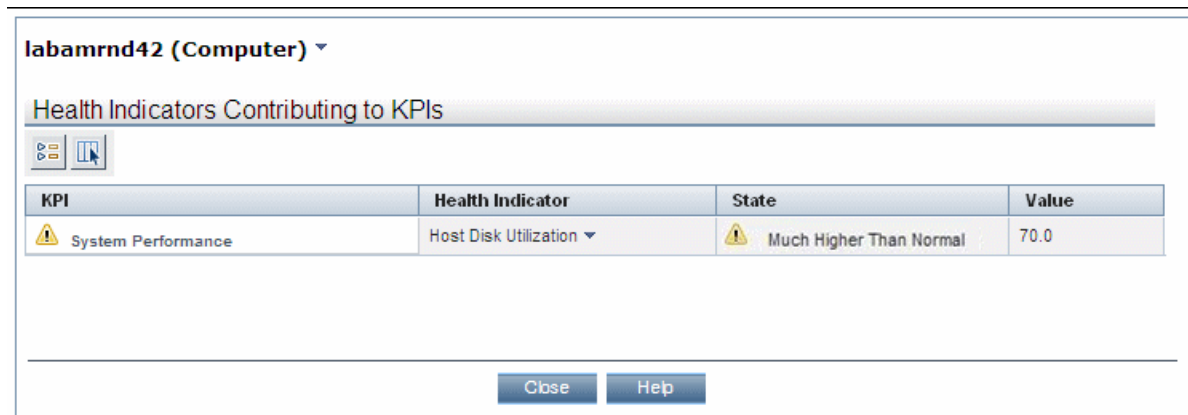 labamrnd42 (Computer)
Health Indicators Contributing to KPIs
KPI Health Indicator State Value
System Performance Host Disk Utilization Much Higher Than Normal 70.0
Close Help